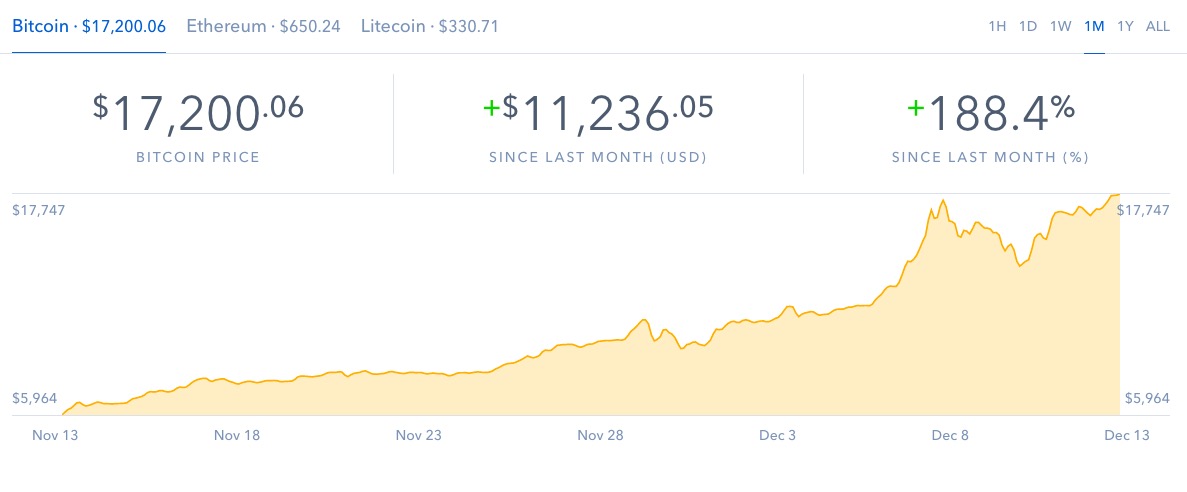 Bitcoin · $17,200.06 Ethereum · $650.24 Litecoin · $330.71 1H 1D 1W 1M 1Y ALL
$17,200.06 +$11,236.05 +188.4%
BITCOIN PRICE SINCE LAST MONTH (USD) SINCE LAST MONTH (%)
$17,747 $17,747
$5,964 $5,964
Nov 13 Nov 18 Nov 23 Nov 28 Dec 3 Dec 8 Dec 13